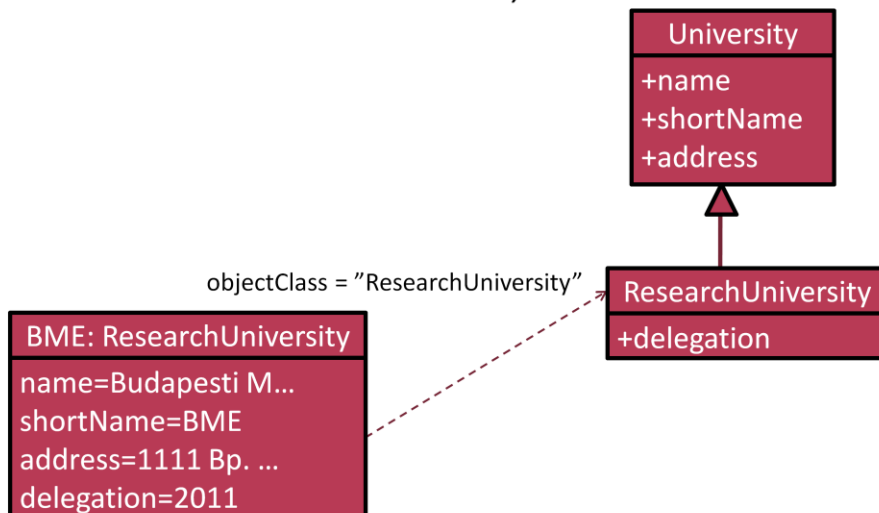 University
+name
+shortName
+address
objectClass = ”ResearchUniversity”
ResearchUniversity
+delegation
BME: ResearchUniversity
name=Budapesti M...
shortName=BME
address=1111 Bp. ...
delegation=2011